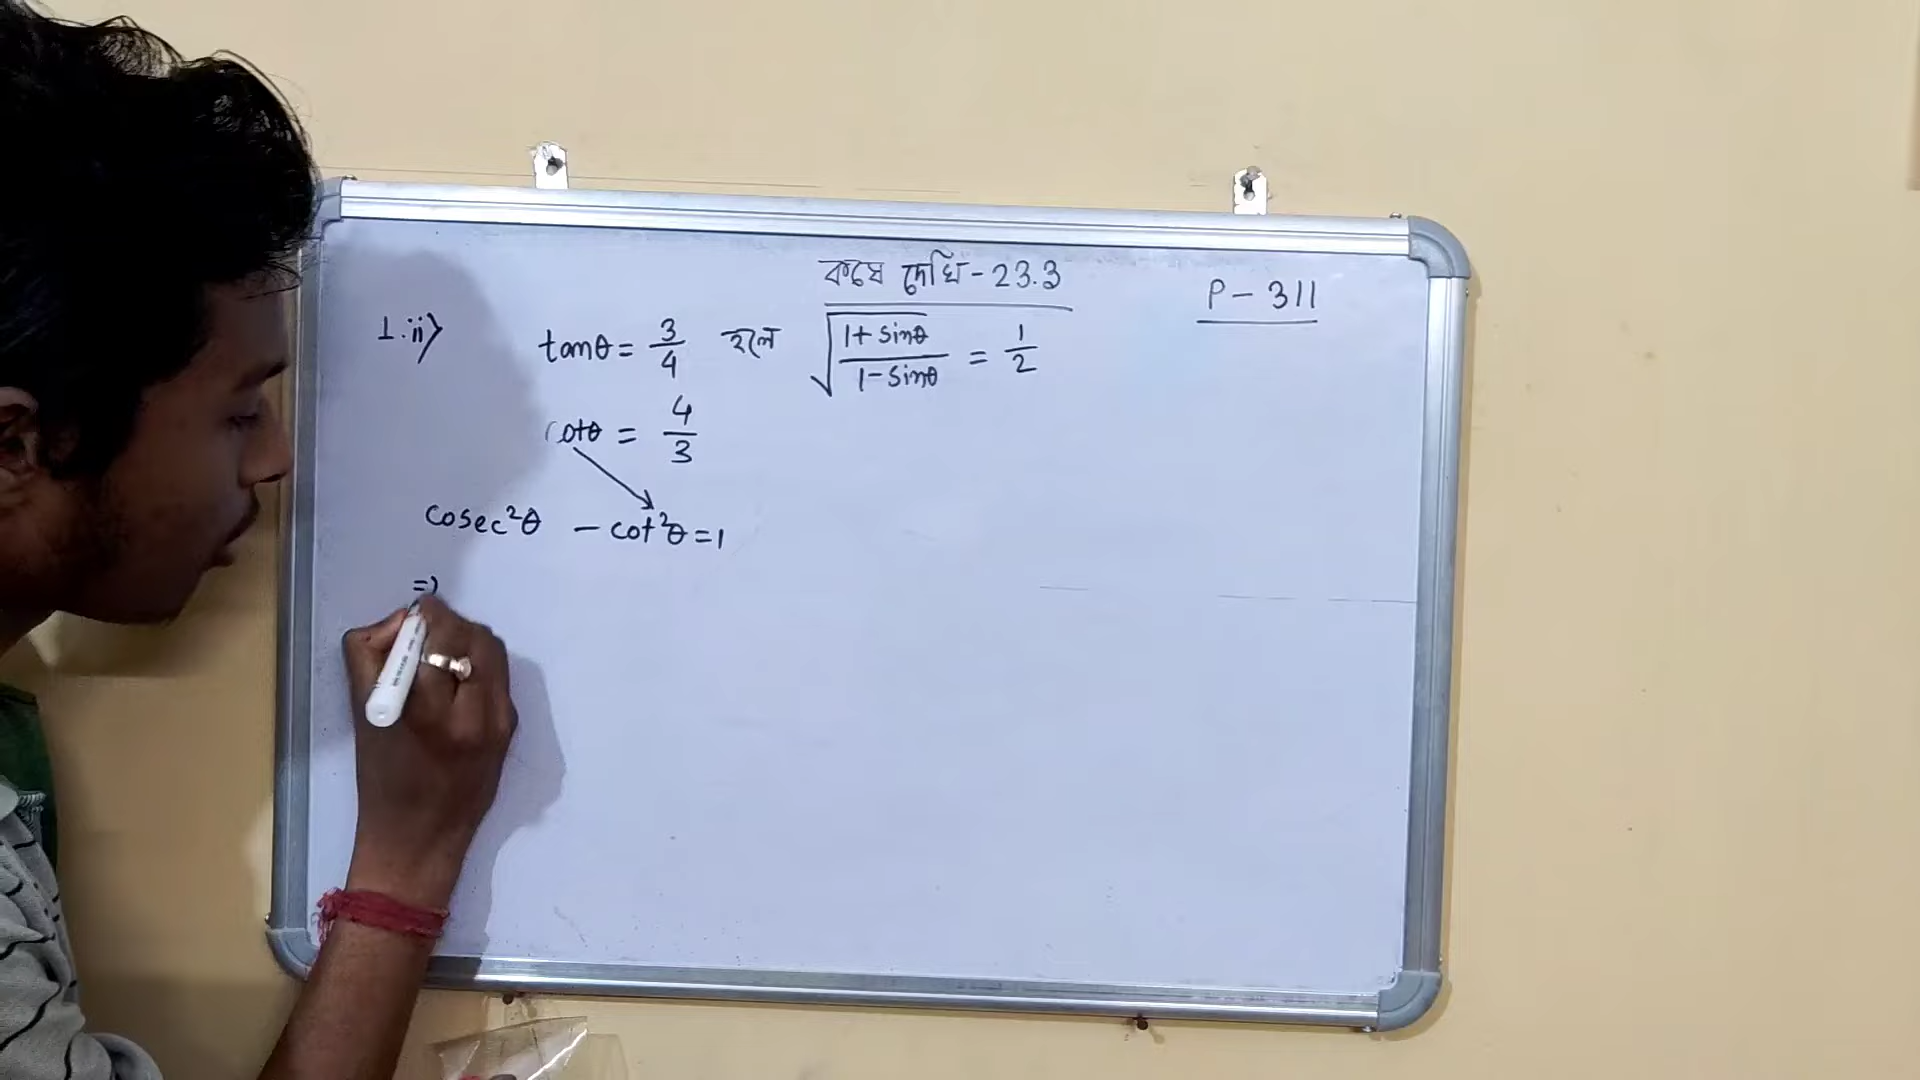 কষে দেখি - 23.3
P - 311
1.ii) tanθ = 3/4 হলে √((1 + sinθ)/(1 - sinθ)) = 1/2
cotθ = 4/3
cosec²θ - cot²θ = 1
⇒